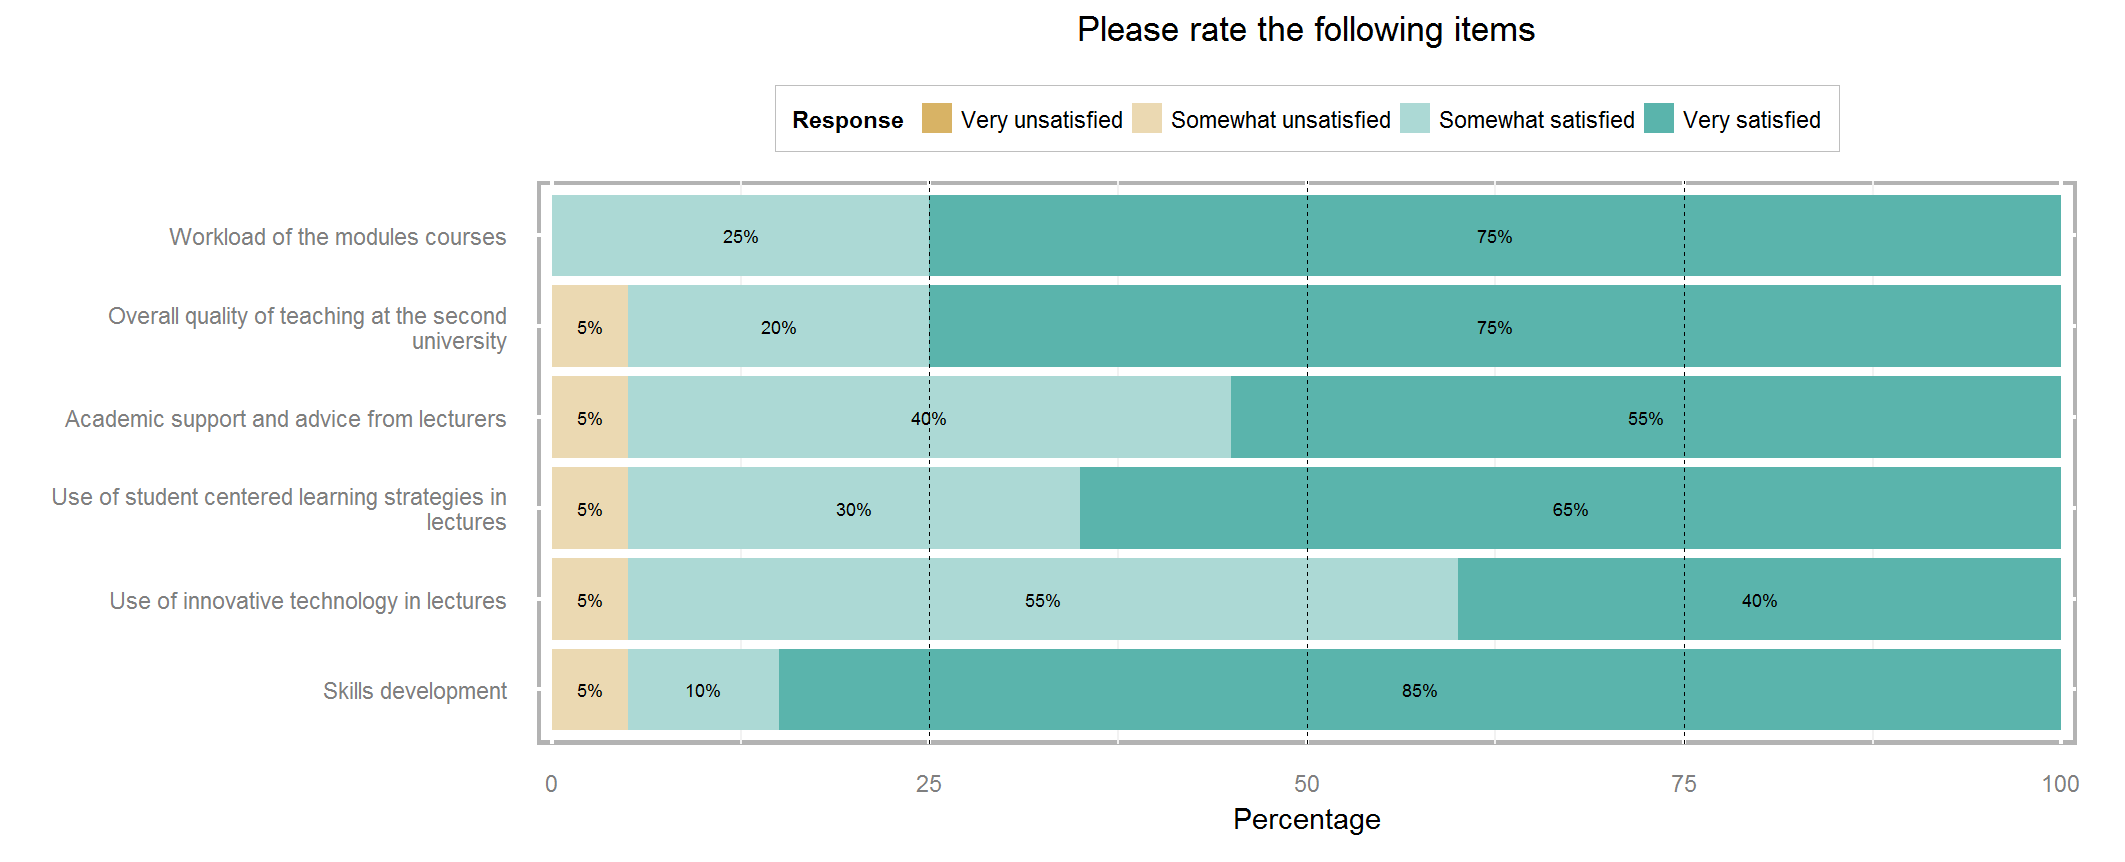 Please rate the following items
Response Very unsatisfied Somewhat unsatisfied Somewhat satisfied Very satisfied
Workload of the modules courses 25% 75%
Overall quality of teaching at the second
university
5% 20% 75%
Academic support and advice from lecturers 5% 40% 55%
Use of student centered learning strategies in
lectures
5% 30% 65%
Use of innovative technology in lectures 5% 55% 40%
Skills development 5% 10% 85%
0 25 50 75 100
Percentage